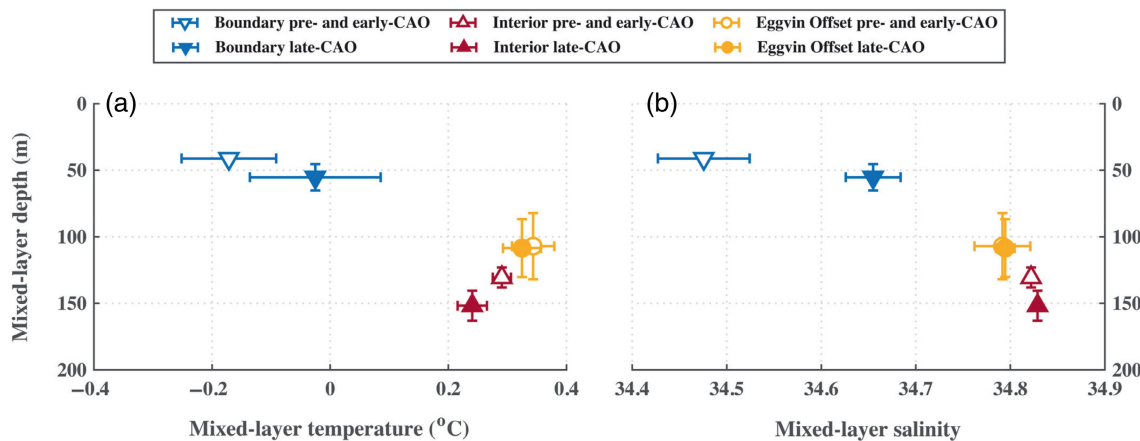 Boundary pre- and early-CAO Interior pre- and early-CAO Eggvin Offset pre- and early-CAO
Boundary late-CAO Interior late-CAO Eggvin Offset late-CAO
(a) (b)
Mixed-layer depth (m)
0
50
100
150
200
−0.4 −0.2 0 0.2 0.4
Mixed-layer temperature (°C)
0
50
100
150
200
34.4 34.5 34.6 34.7 34.8 34.9
Mixed-layer salinity